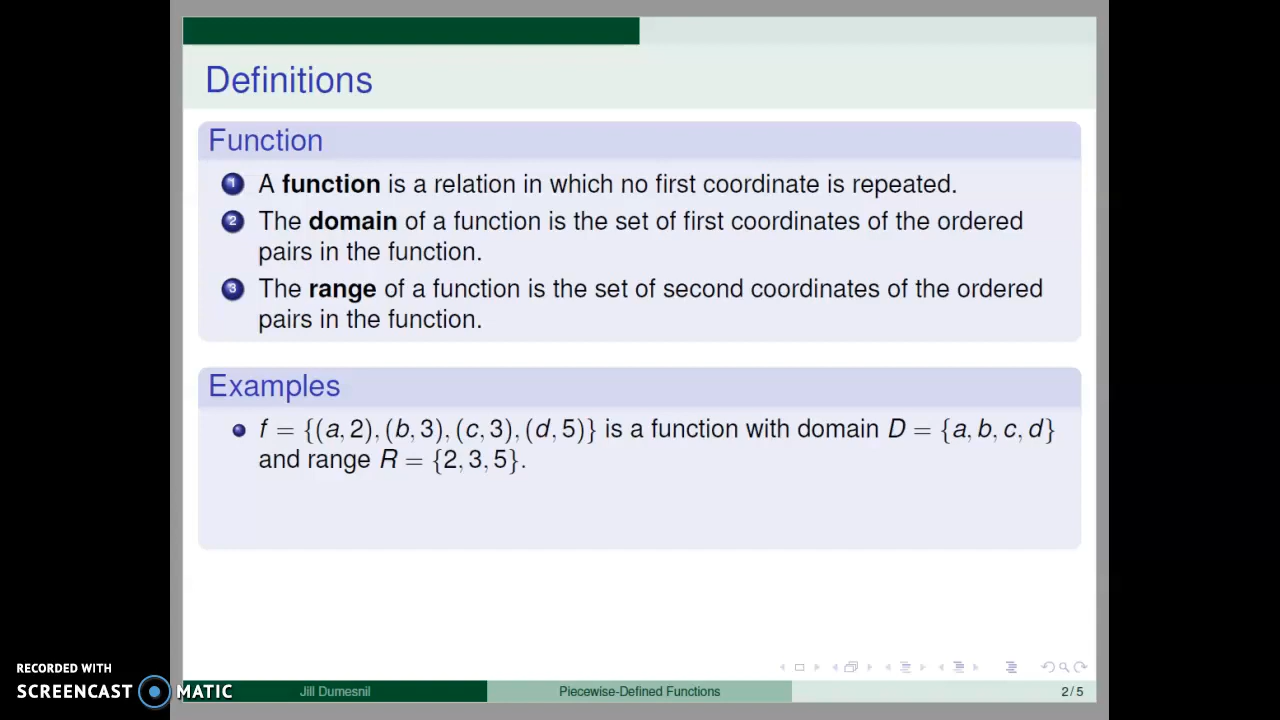 Definitions
Function
1 A function is a relation in which no first coordinate is repeated.
2 The domain of a function is the set of first coordinates of the ordered
pairs in the function.
3 The range of a function is the set of second coordinates of the ordered
pairs in the function.
Examples
f = {(a, 2), (b, 3), (c, 3), (d, 5)} is a function with domain D = {a, b, c, d}
and range R = {2, 3, 5}.
RECORDED WITH
SCREENCAST MATIC
Jill Dumesnil Piecewise-Defined Functions 2/5